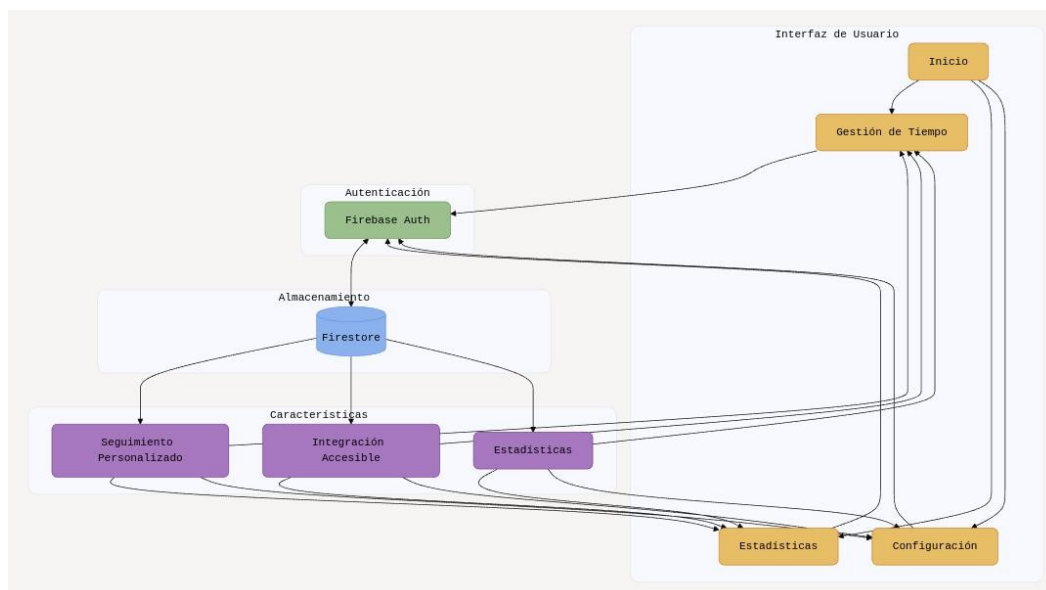 Interfaz de Usuario
Inicio
Gestión de Tiempo
Autenticación
Firebase Auth
Almacenamiento
Firestore
Características
Seguimiento
Personalizado
Integración
Accesible
Estadísticas
Estadísticas
Configuración